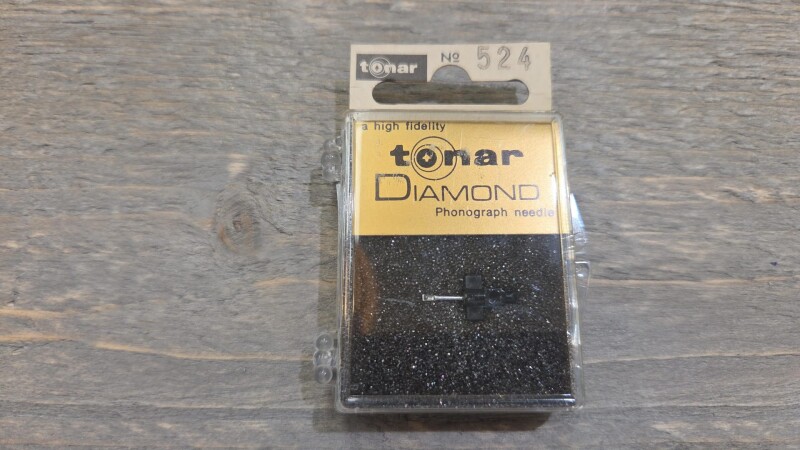 tonar No 524
a high fidelity
tonar
DIAMOND
Phonograph needle